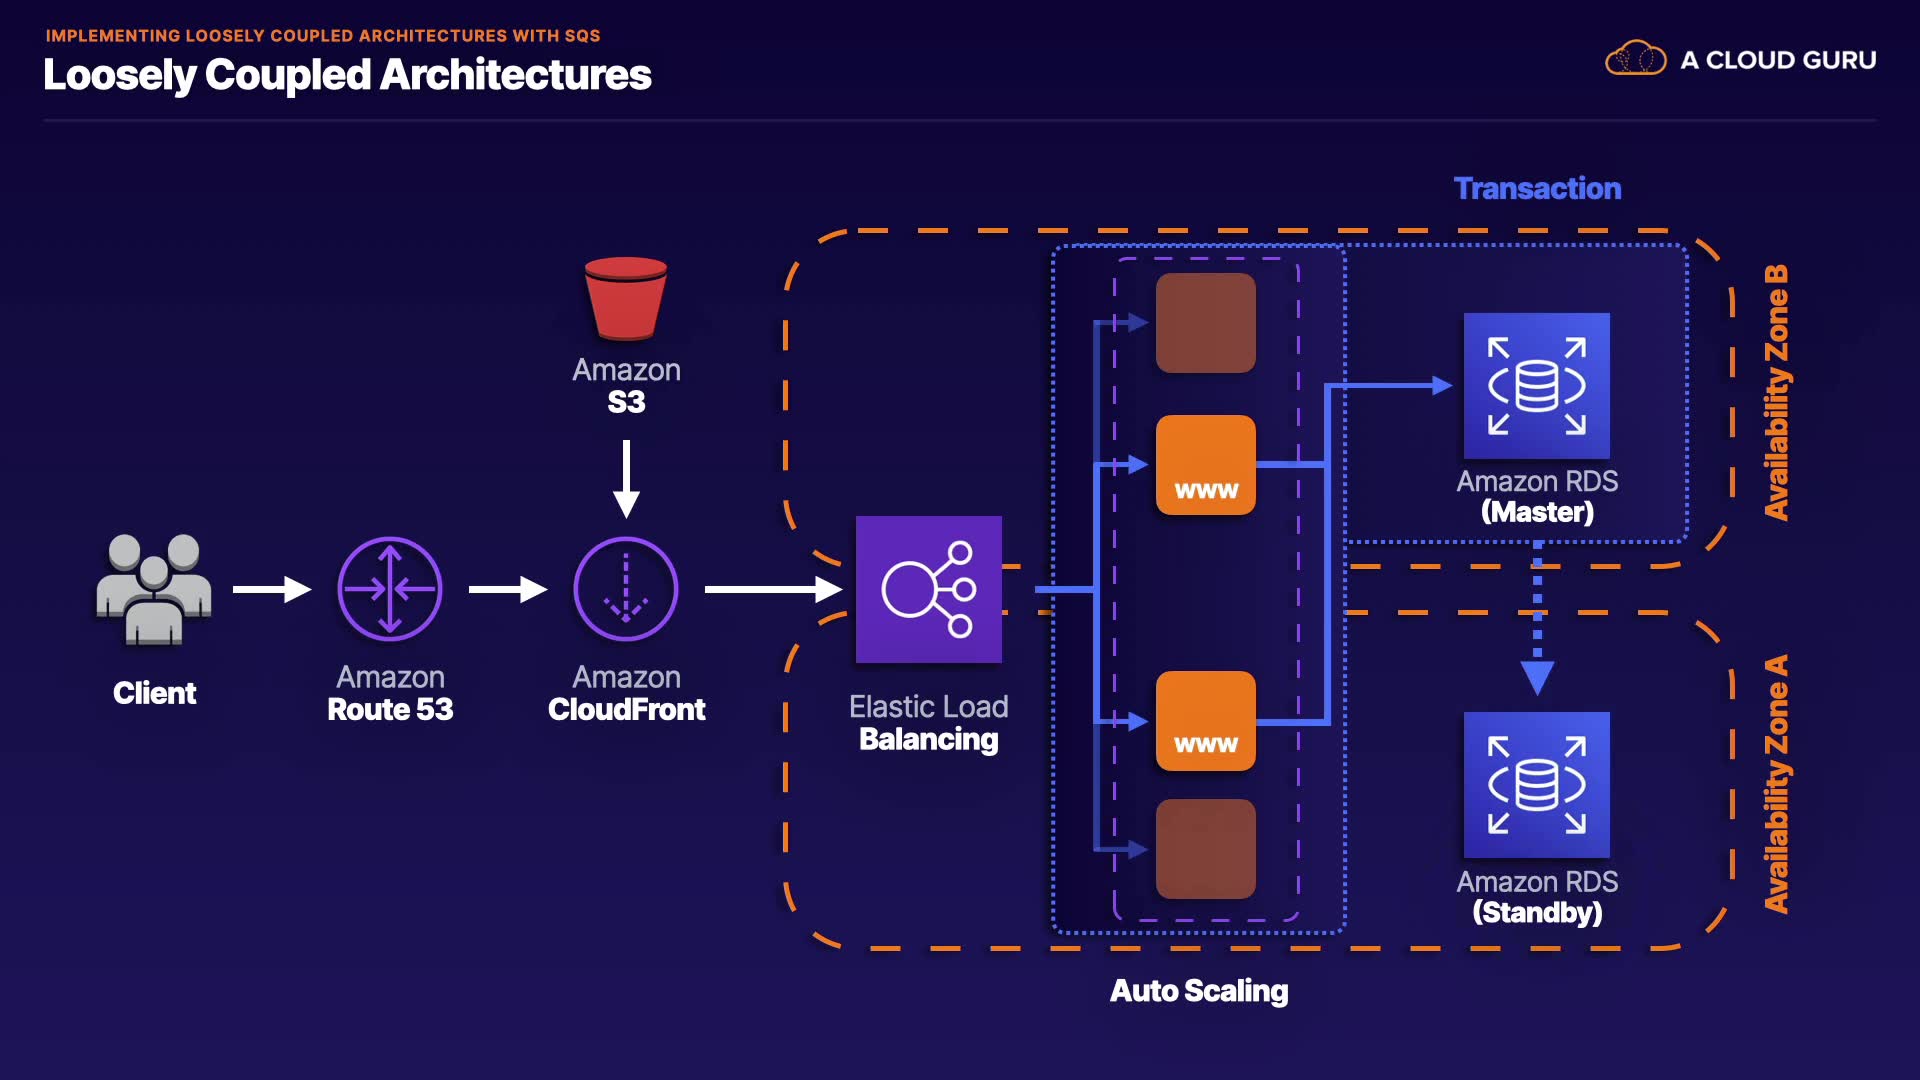 IMPLEMENTING LOOSELY COUPLED ARCHITECTURES WITH SQS
Loosely Coupled Architectures
A CLOUD GURU
Transaction
Amazon
S3
Client
Amazon
Route 53
Amazon
CloudFront
Elastic Load
Balancing
www
www
Amazon RDS
(Master)
Amazon RDS
(Standby)
Availability Zone B
Availability Zone A
Auto Scaling